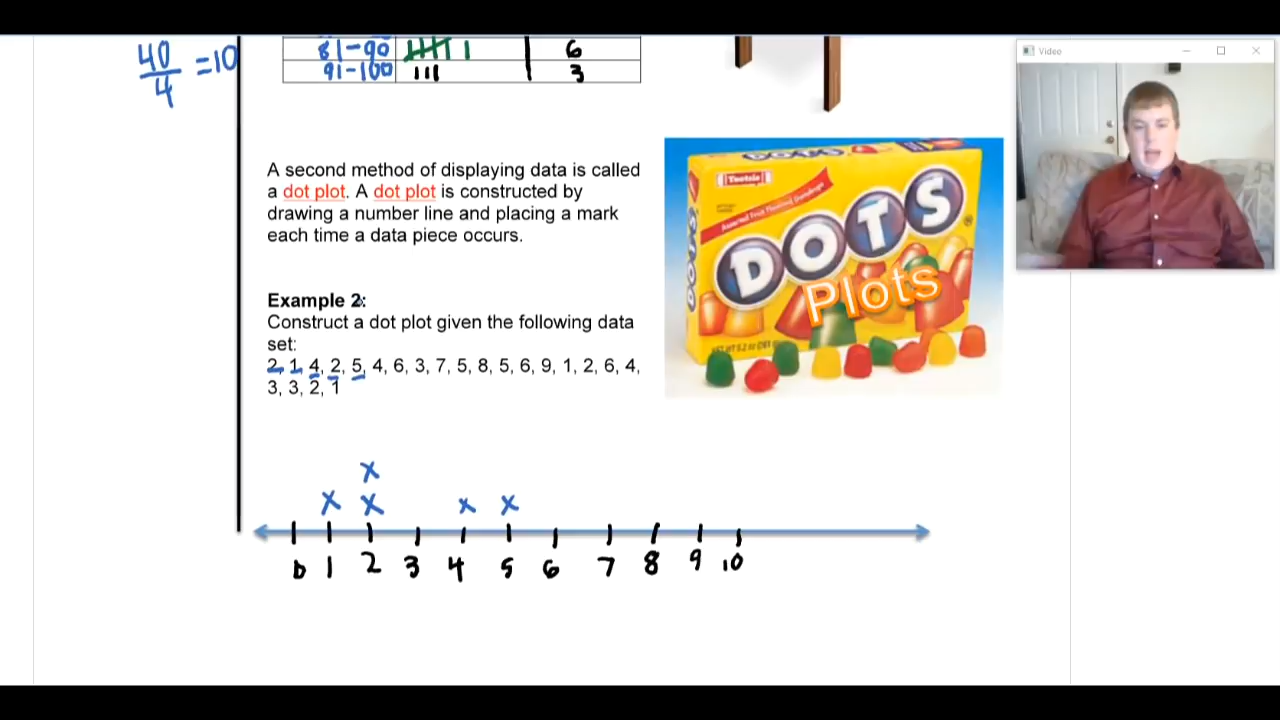 40/4 = 10
81-90 6
91-100 3
Video
A second method of displaying data is called
a dot plot. A dot plot is constructed by
drawing a number line and placing a mark
each time a data piece occurs.
Example 2:
Construct a dot plot given the following data
set:
2, 1, 4, 2, 5, 4, 6, 3, 7, 5, 8, 5, 6, 9, 1, 2, 6, 4,
3, 3, 2, 1
DOTS
Tootsie
DOTS
DOTS
Plots
x
x x x x
0 1 2 3 4 5 6 7 8 9 10